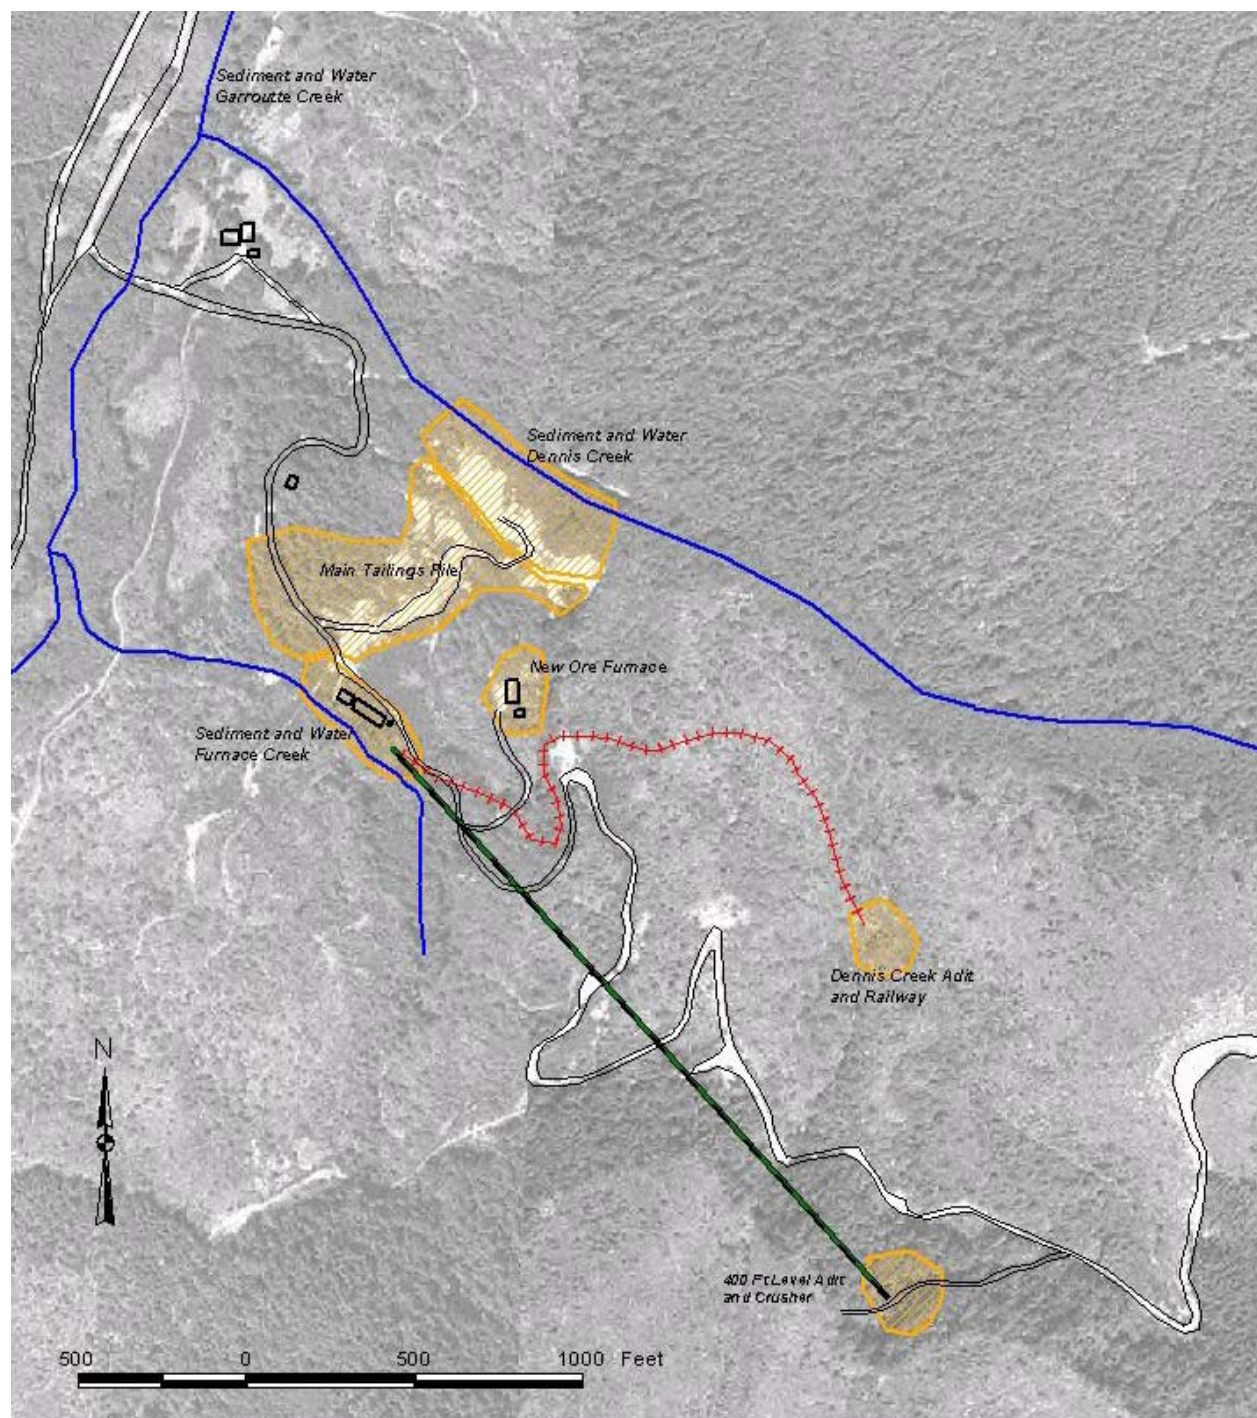 Sediment and Water
Garroutte Creek
Sediment and Water
Dennis Creek
Main Tailings Pile
New Ore Furnace
Sediment and Water
Furnace Creek
Dennis Creek Adit
and Railway
N
400 Ft Level Adit
and Crusher
500 0 500 1000 Feet